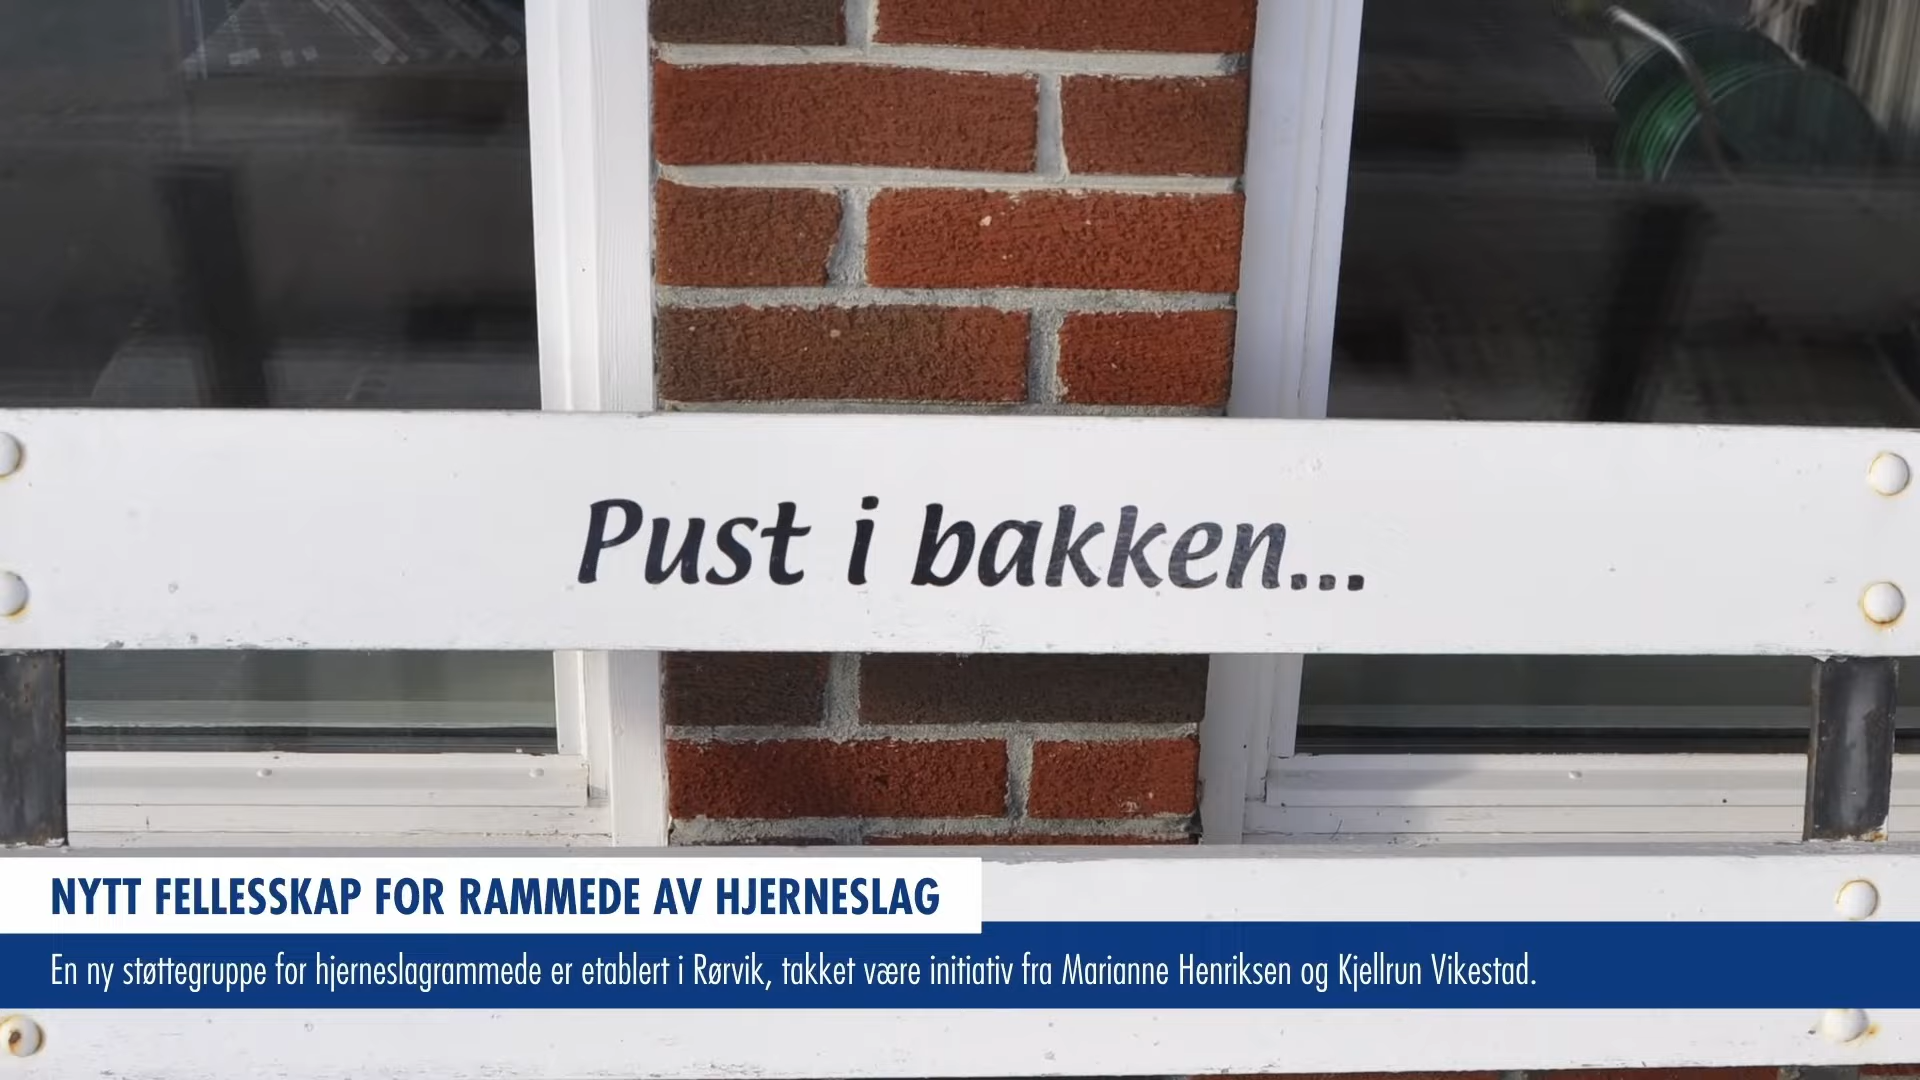 Pust i bakken...
NYTT FELLESSKAP FOR RAMMEDE AV HJERNESLAG
En ny støttegruppe for hjerneslagrammede er etablert i Rørvik, takket være initiativ fra Marianne Henriksen og Kjellrun Vikestad.